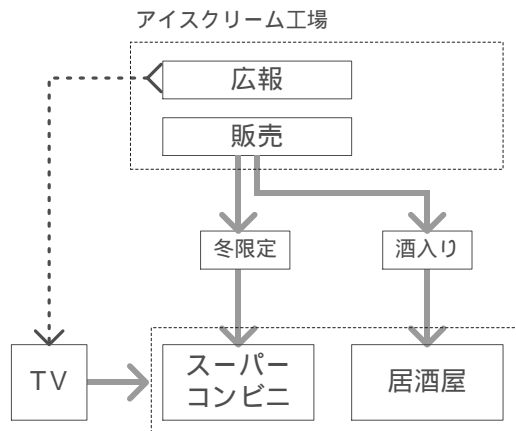 アイスクリーム工場
広報
販売
冬限定
酒入り
TV
スーパー
コンビニ
居酒屋